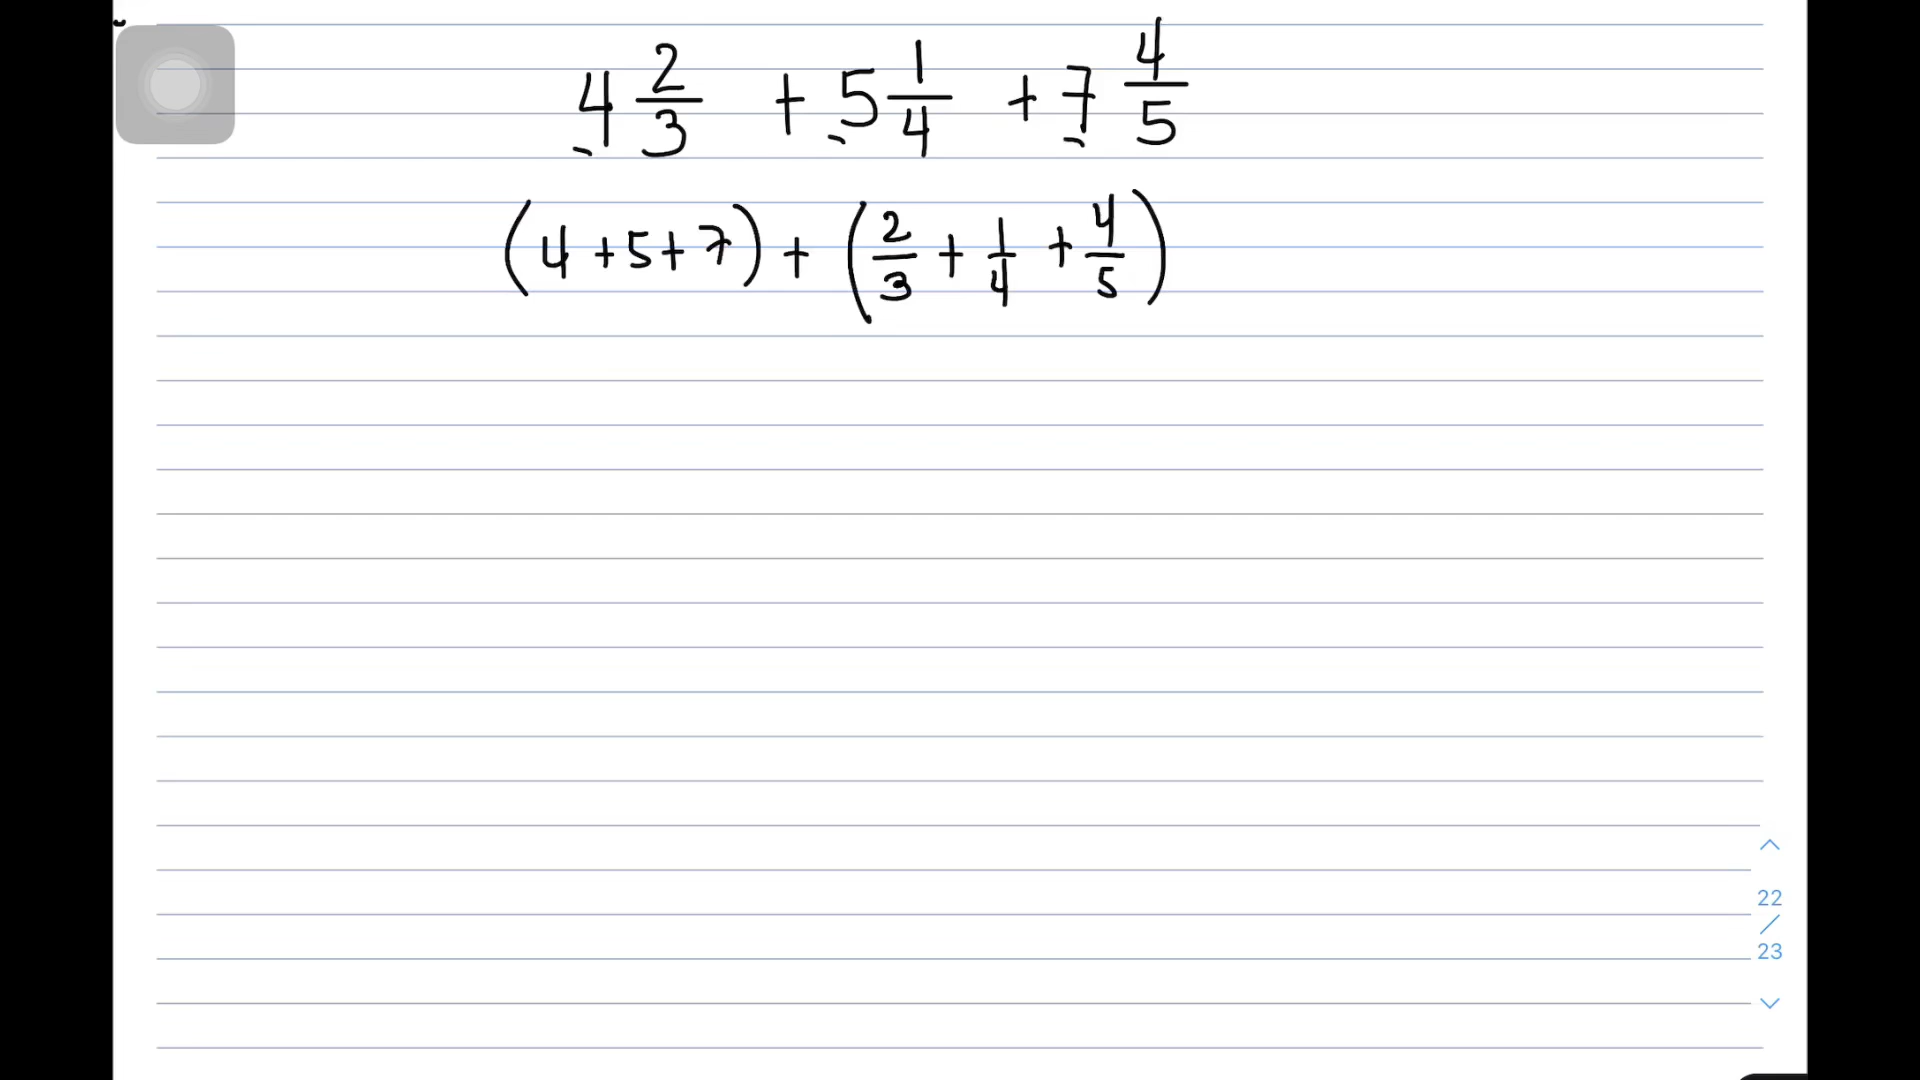 4 2/3 + 5 1/4 + 7 4/5
(4+5+7) + (2/3 + 1/4 + 4/5)
22
/
23